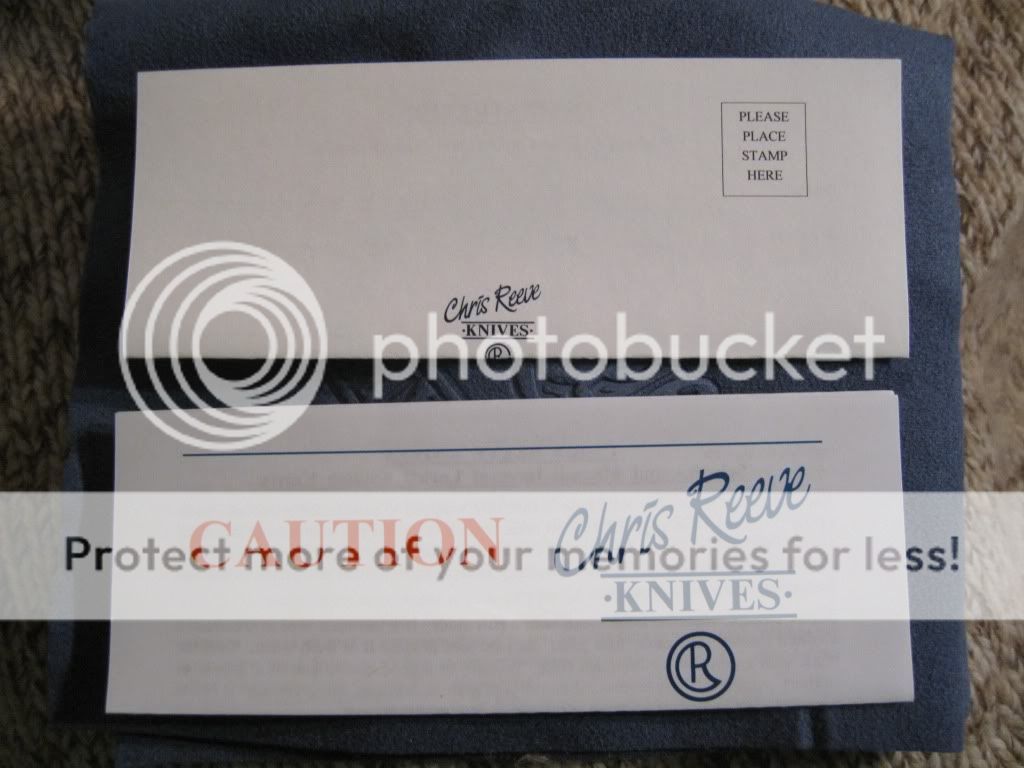 PLEASE
PLACE
STAMP
HERE
Chris Reeve
·KNIVES·
photobucket
Chris Reeve
CAUTION
Protect more of your memories for less!
·KNIVES·
R